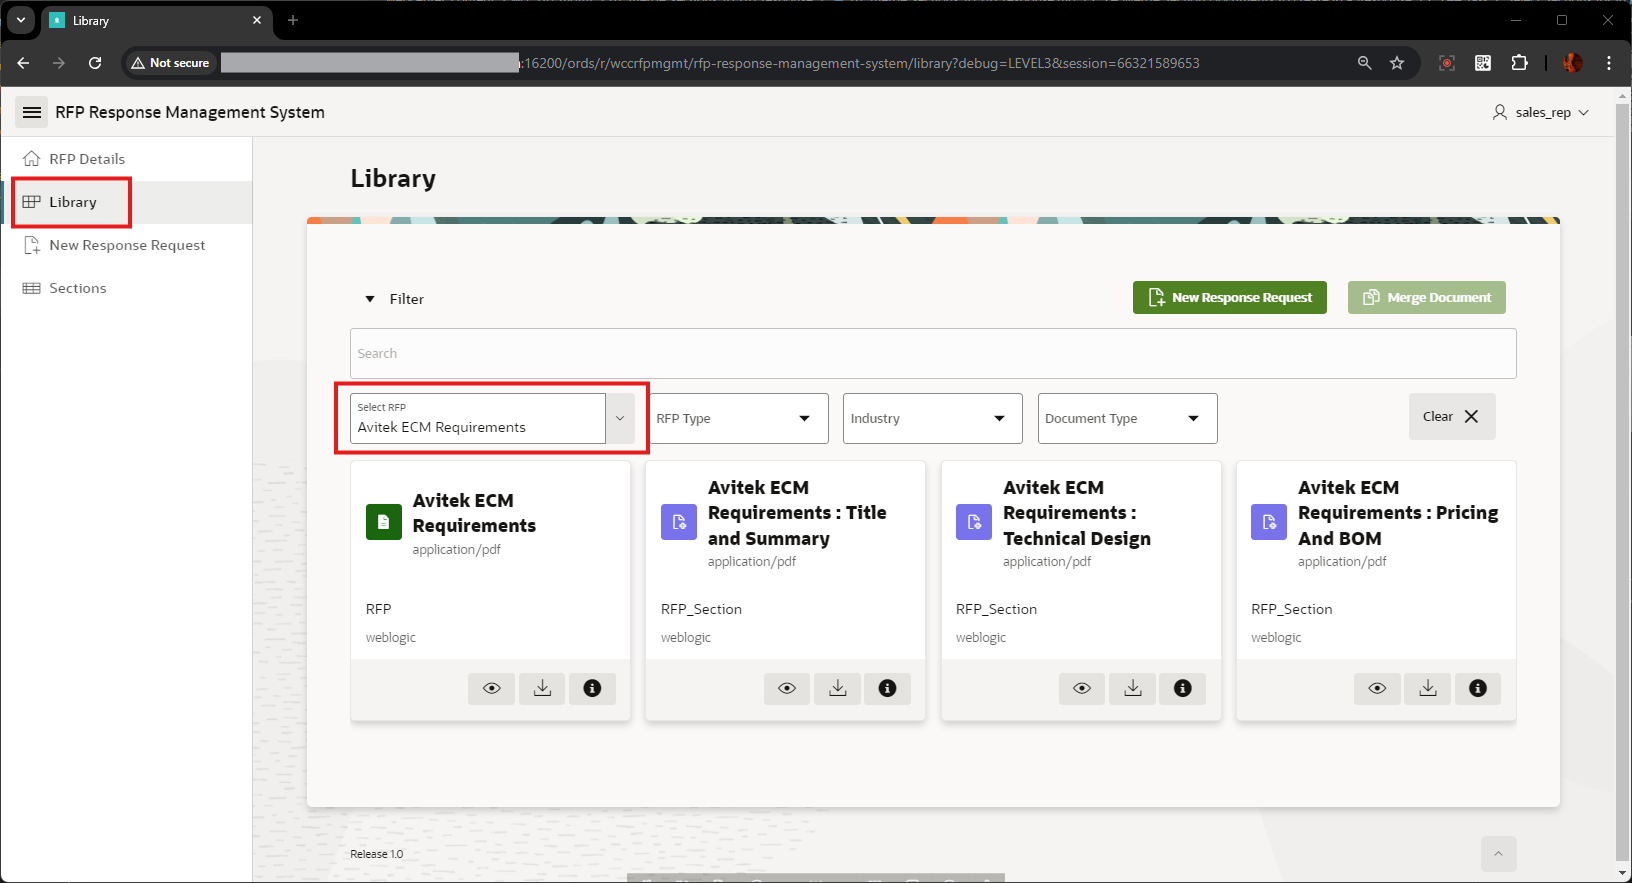 Library
Not secure
:16200/ords/r/wccrfpmgmt/rfp-response-management-system/library?debug=LEVEL3&session=66321589653
RFP Response Management System
sales_rep
RFP Details
Library
New Response Request
Sections
Library
Filter
New Response Request
Merge Document
Search
Select RFP
Avitek ECM Requirements
RFP Type
Industry
Document Type
Clear
Avitek ECM
Requirements
application/pdf
RFP
weblogic
Avitek ECM
Requirements : Title
and Summary
application/pdf
RFP_Section
weblogic
Avitek ECM
Requirements :
Technical Design
application/pdf
RFP_Section
weblogic
Avitek ECM
Requirements : Pricing
And BOM
application/pdf
RFP_Section
weblogic
Release 1.0